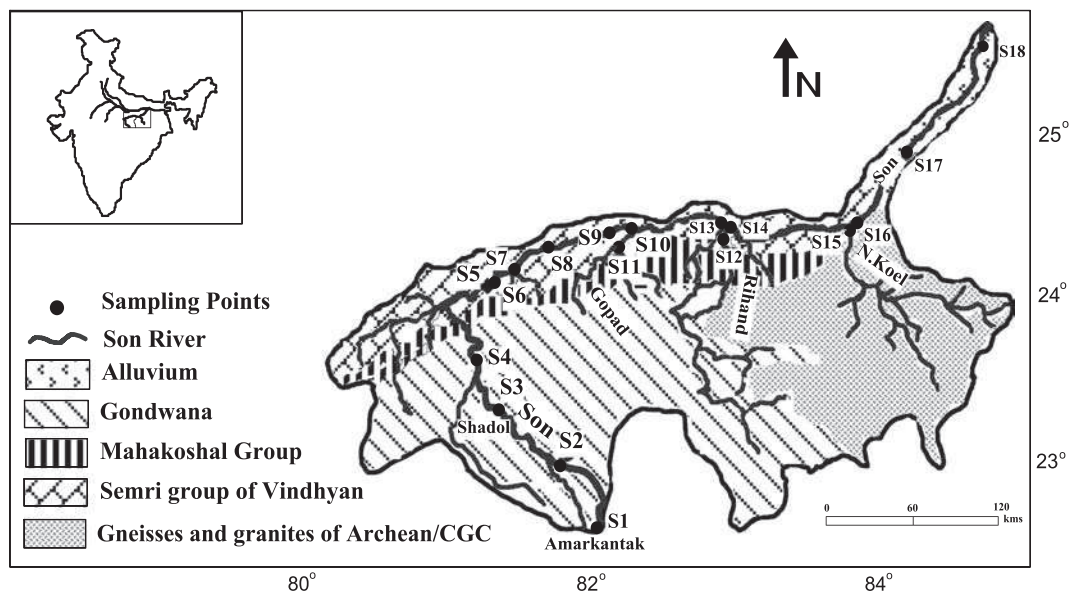 N
S18
25°
Son
S17
S9
S13
S14
S7
S10
S15
S16
S5
S8
S12
S11
N.Koel
S6
Sampling Points
Gopad
Rihand
24°
Son River
S4
Alluvium
S3
Gondwana
Son
Shadol
S2
Mahakoshal Group
23°
Semri group of Vindhyan
S1
0 60 120
kms
Gneisses and granites of Archean/CGC
Amarkantak
80° 82° 84°